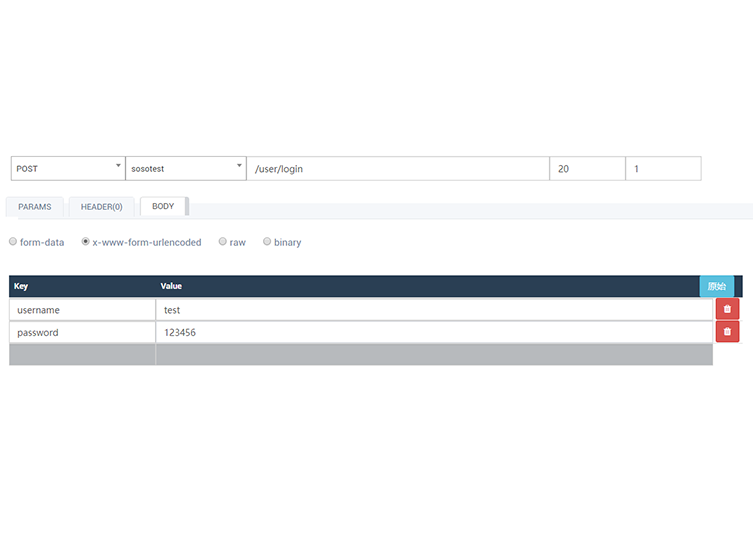 POST sosotest /user/login 20 1
PARAMS HEADER(0) BODY
form-data x-www-form-urlencoded raw binary
Key Value 原始
username test
password 123456